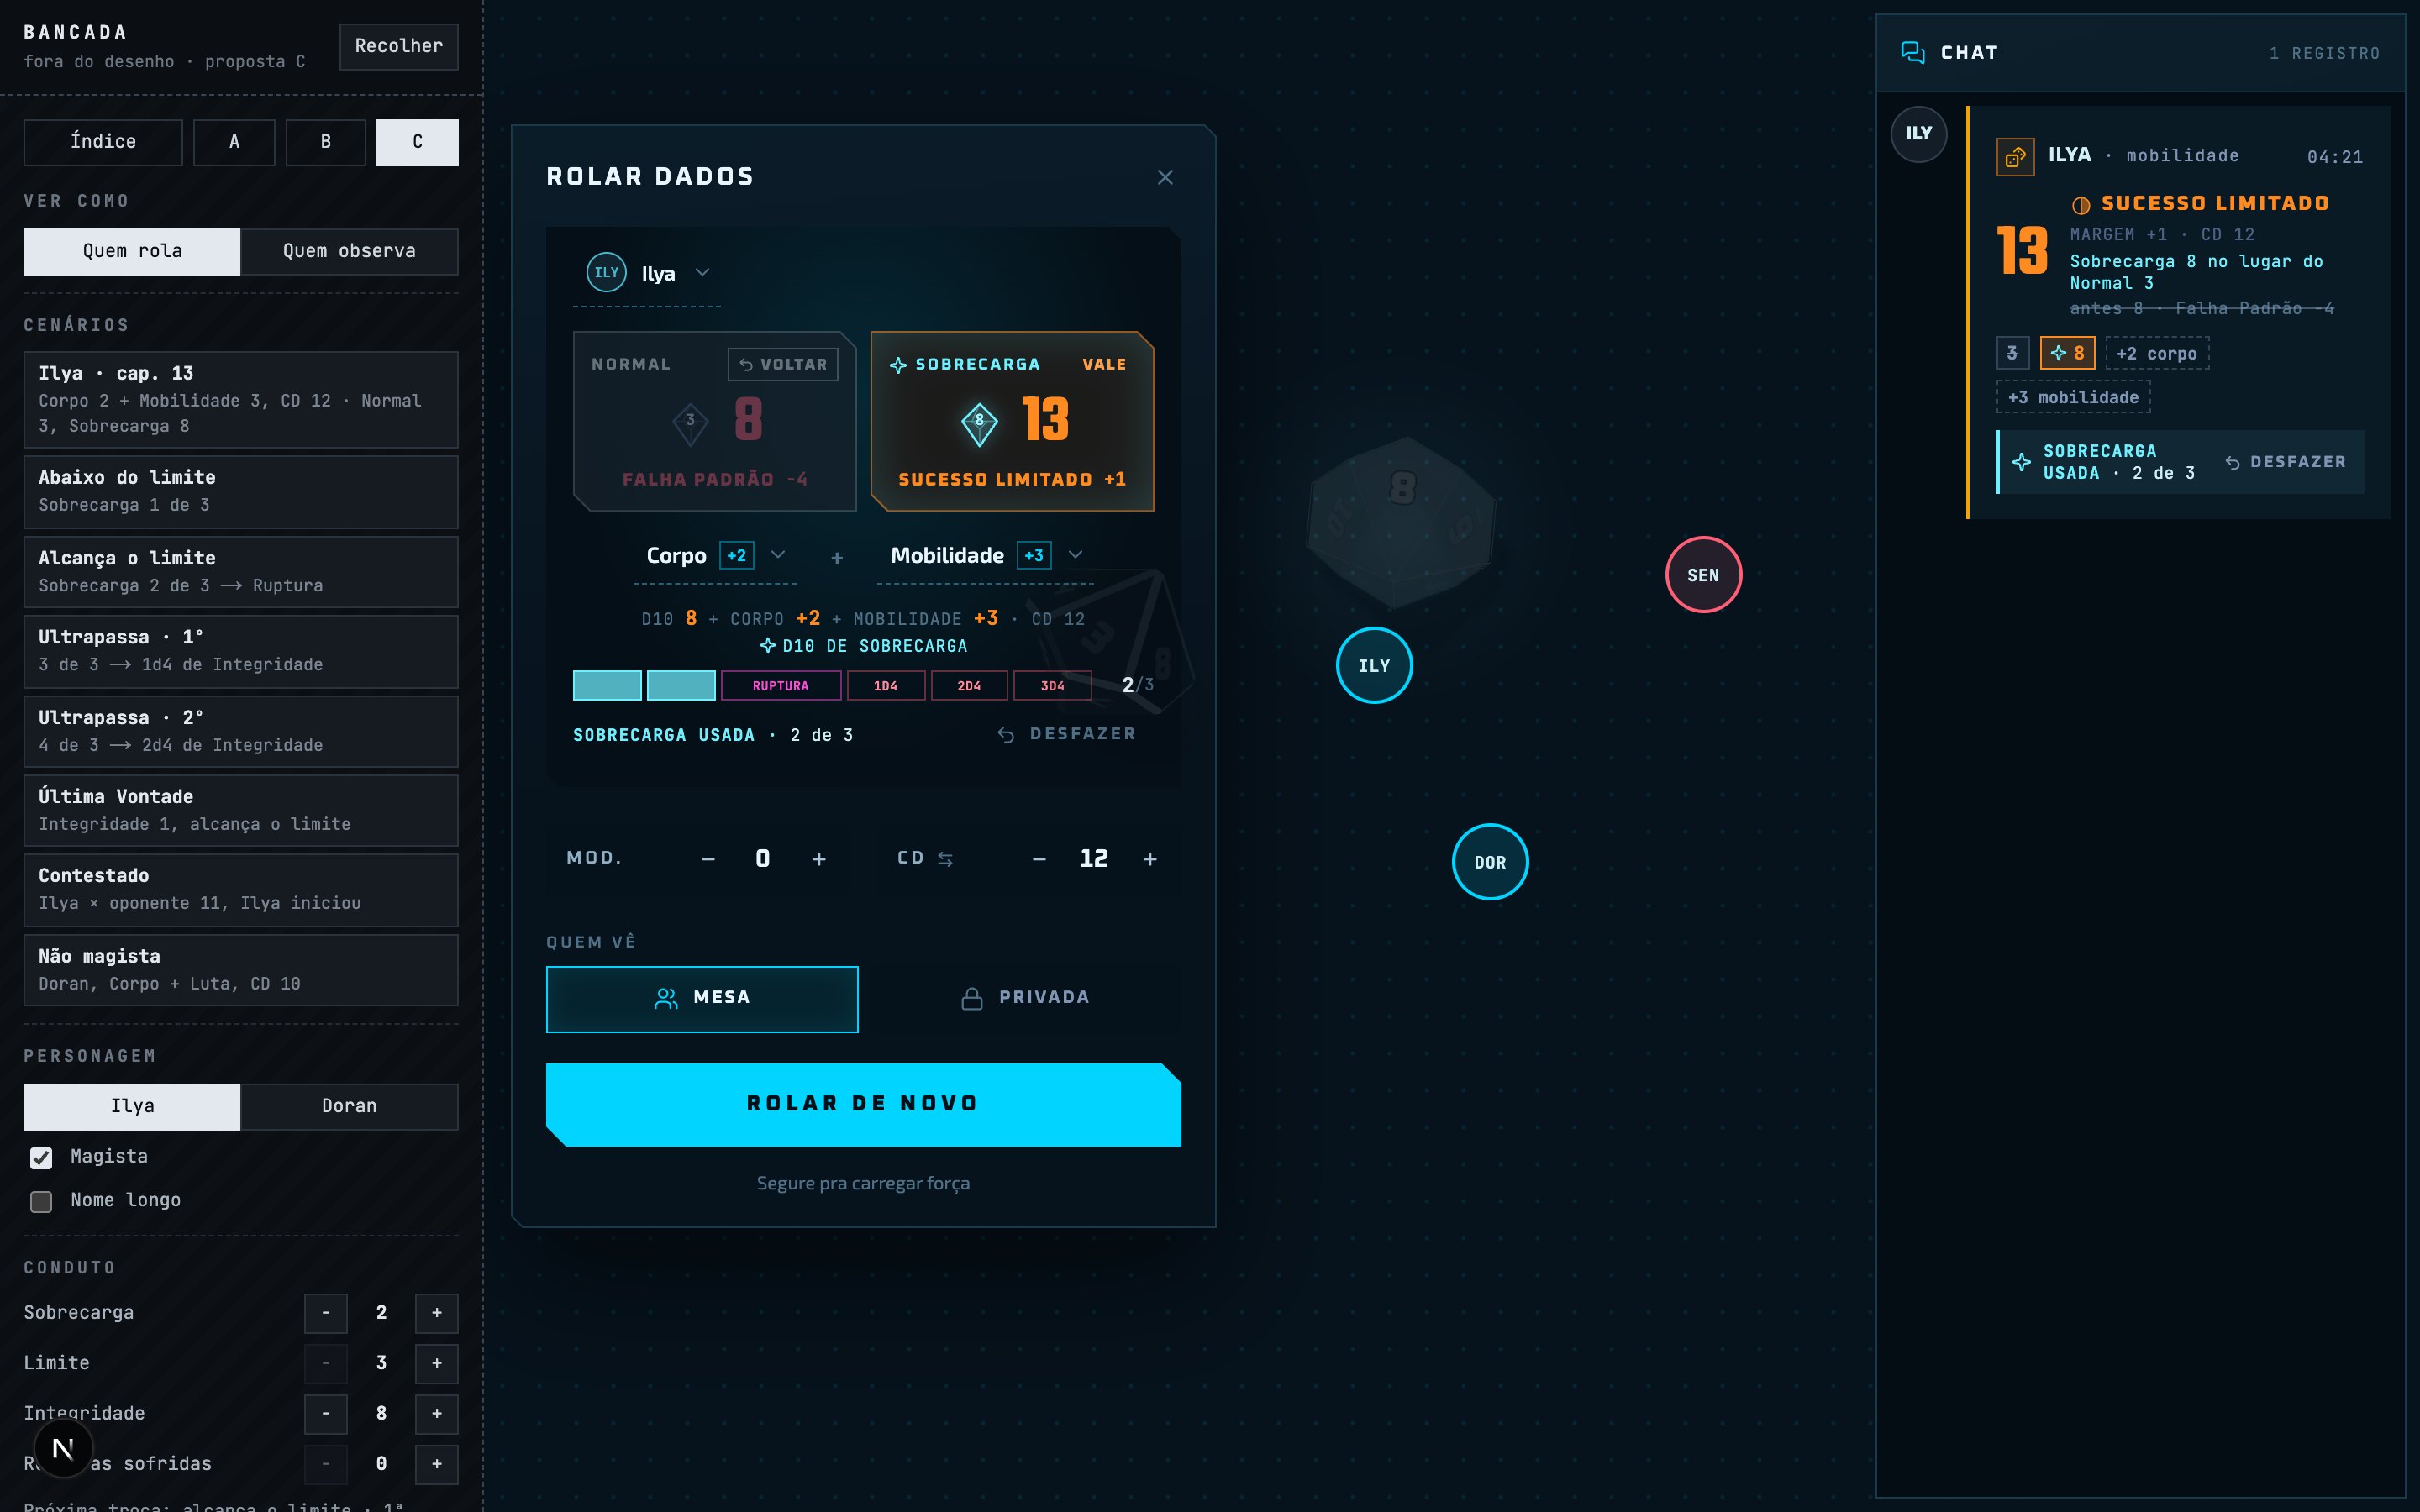 BANCADA
fora do desenho · proposta C
Recolher
Índice
A
B
C
VER COMO
Quem rola
Quem observa
CENÁRIOS
Ilya · cap. 13
Corpo 2 + Mobilidade 3, CD 12 · Normal
3, Sobrecarga 8
Abaixo do limite
Sobrecarga 1 de 3
Alcança o limite
Sobrecarga 2 de 3 → Ruptura
Ultrapassa · 1°
3 de 3 → 1d4 de Integridade
Ultrapassa · 2°
4 de 3 → 2d4 de Integridade
Última Vontade
Integridade 1, alcança o limite
Contestado
Ilya × oponente 11, Ilya iniciou
Não magista
Doran, Corpo + Luta, CD 10
PERSONAGEM
Ilya
Doran
Magista
Nome longo
CONDUTO
Sobrecarga
- 2 +
Limite
- 3 +
Integridade
- 8 +
as sofridas
- 0 +
Próxima troca: alcança o limite · 1ª
N
ROLAR DADOS
ILY
Ilya
NORMAL
VOLTAR
3
8
FALHA PADRÃO -4
SOBRECARGA
VALE
8
13
SUCESSO LIMITADO +1
Corpo +2
+
Mobilidade +3
D10 8 + CORPO +2 + MOBILIDADE +3 · CD 12
D10 DE SOBRECARGA
RUPTURA
1D4
2D4
3D4
2/3
SOBRECARGA USADA · 2 de 3
DESFAZER
MOD.
− 0 +
CD
− 12 +
QUEM VÊ
MESA
PRIVADA
ROLAR DE NOVO
Segure pra carregar força
8
3
8
SEN
ILY
DOR
CHAT
1 REGISTRO
ILY
ILYA · mobilidade
04:21
13
SUCESSO LIMITADO
MARGEM +1 · CD 12
Sobrecarga 8 no lugar do
Normal 3
antes 8 · Falha Padrão -4
3
8
+2 corpo
+3 mobilidade
SOBRECARGA
USADA · 2 de 3
DESFAZER